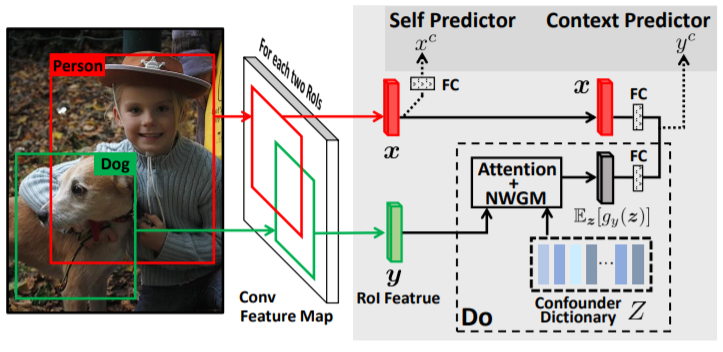 Self Predictor
Context Predictor
x^c
y^c
For each two RoIs
Person
Dog
FC
x
x
FC
Attention
+
NWGM
FC
𝔼_z[g_y(z)]
y
RoI Featrue
Conv
Feature Map
...
Confounder
Dictionary Z
Do